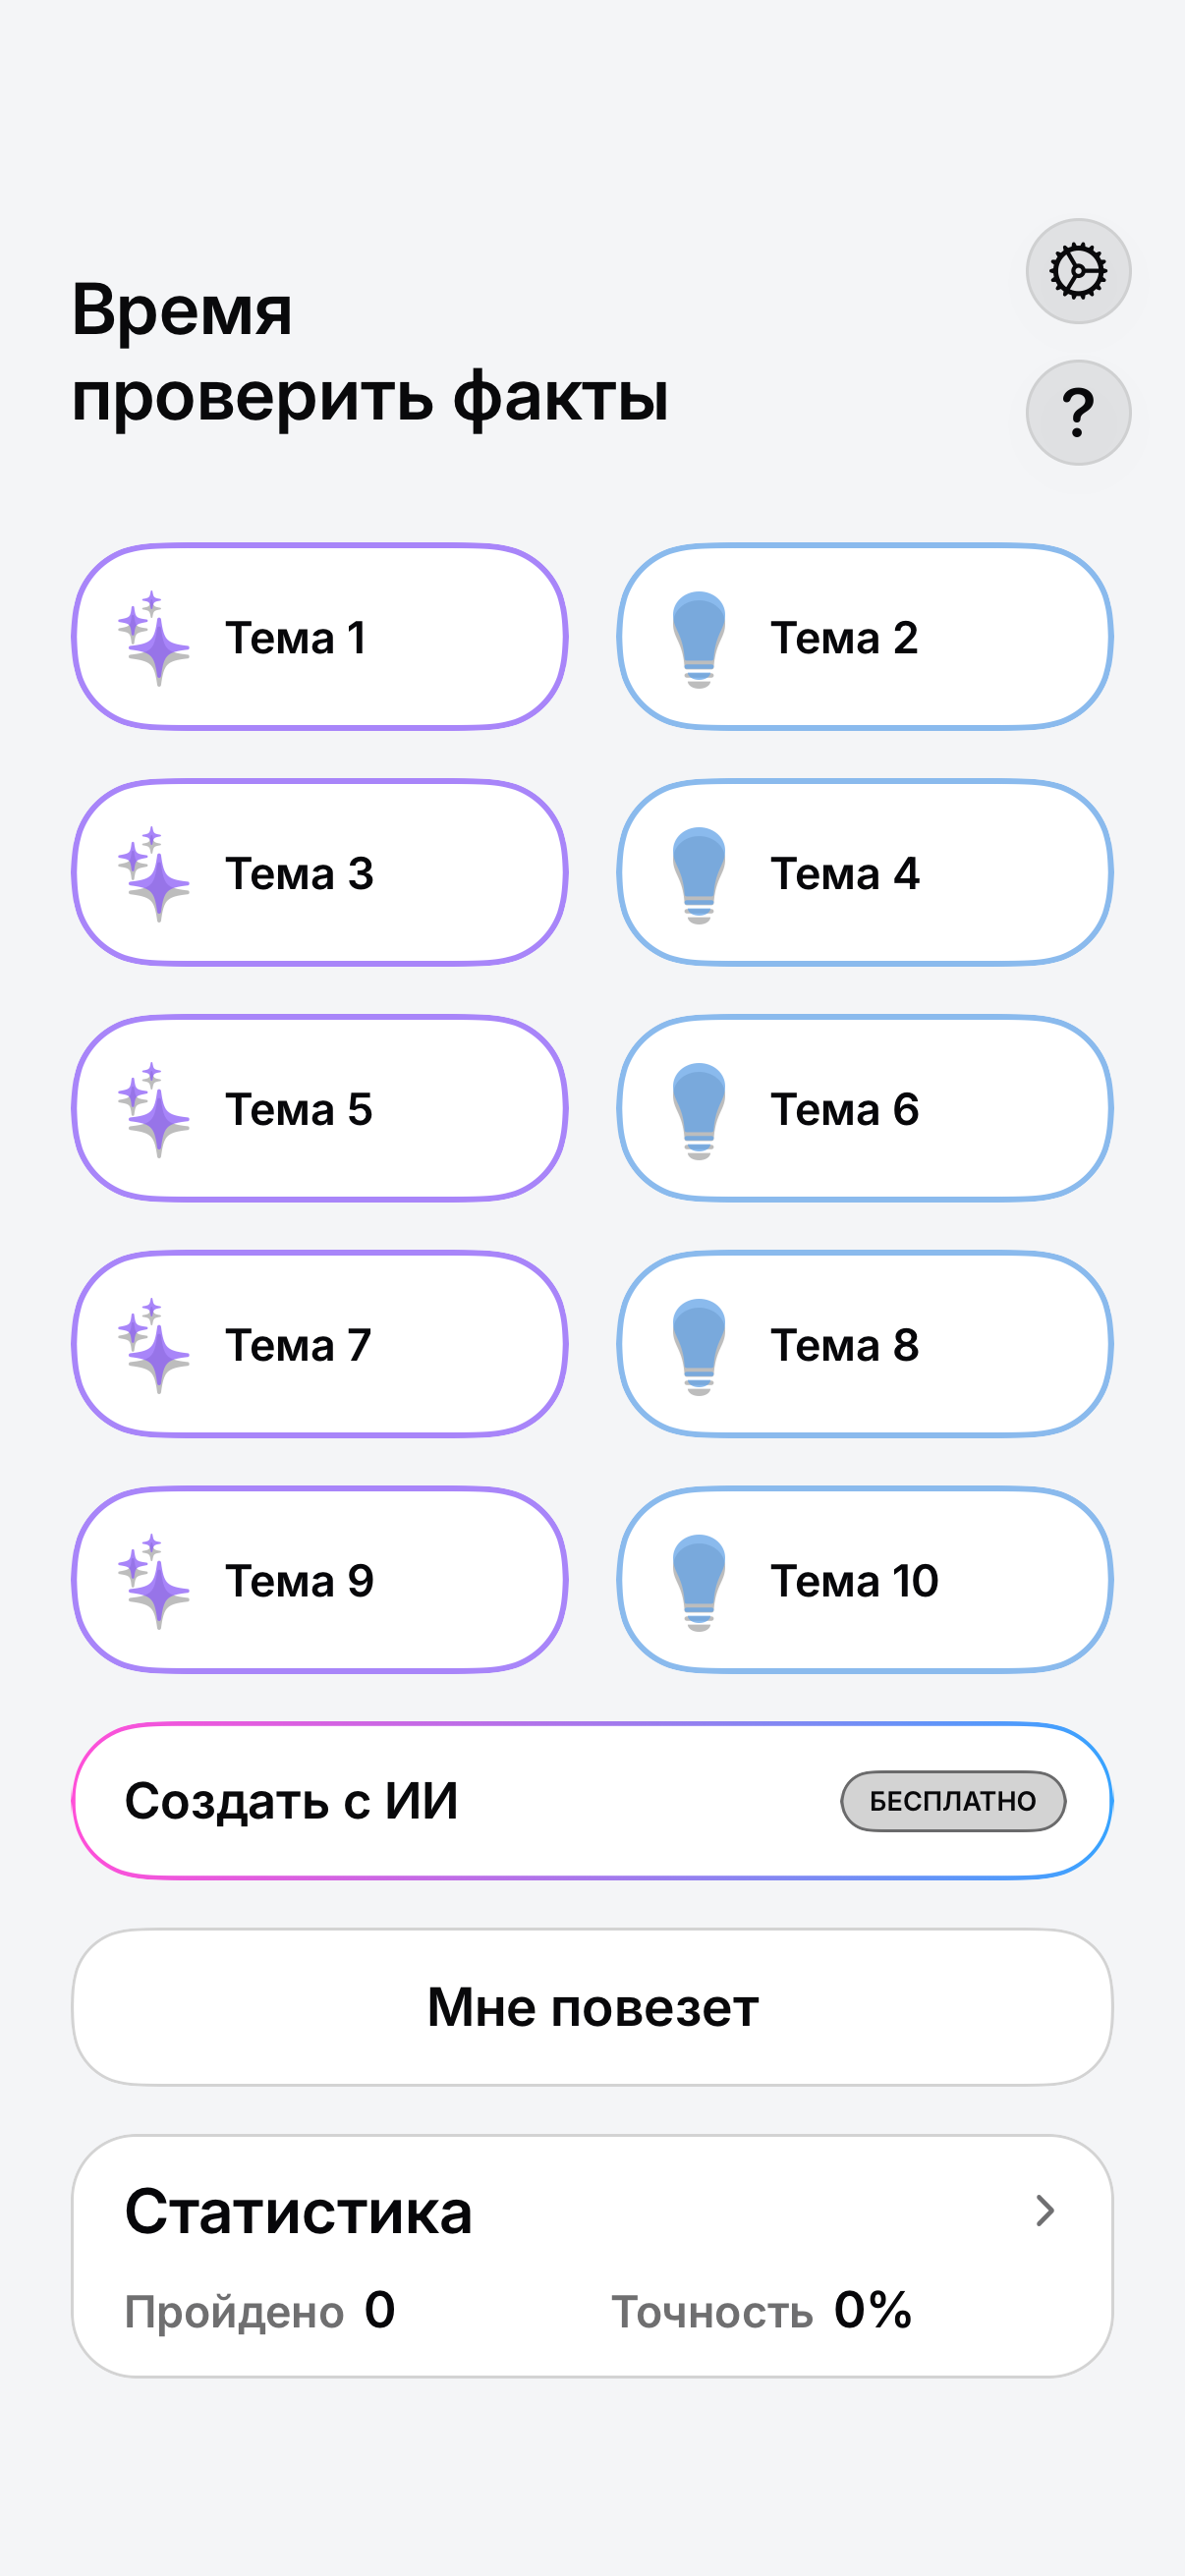 Время
проверить факты
?
Тема 1
Тема 2
Тема 3
Тема 4
Тема 5
Тема 6
Тема 7
Тема 8
Тема 9
Тема 10
Создать с ИИ
БЕСПЛАТНО
Мне повезет
Статистика
Пройдено 0
Точность 0%